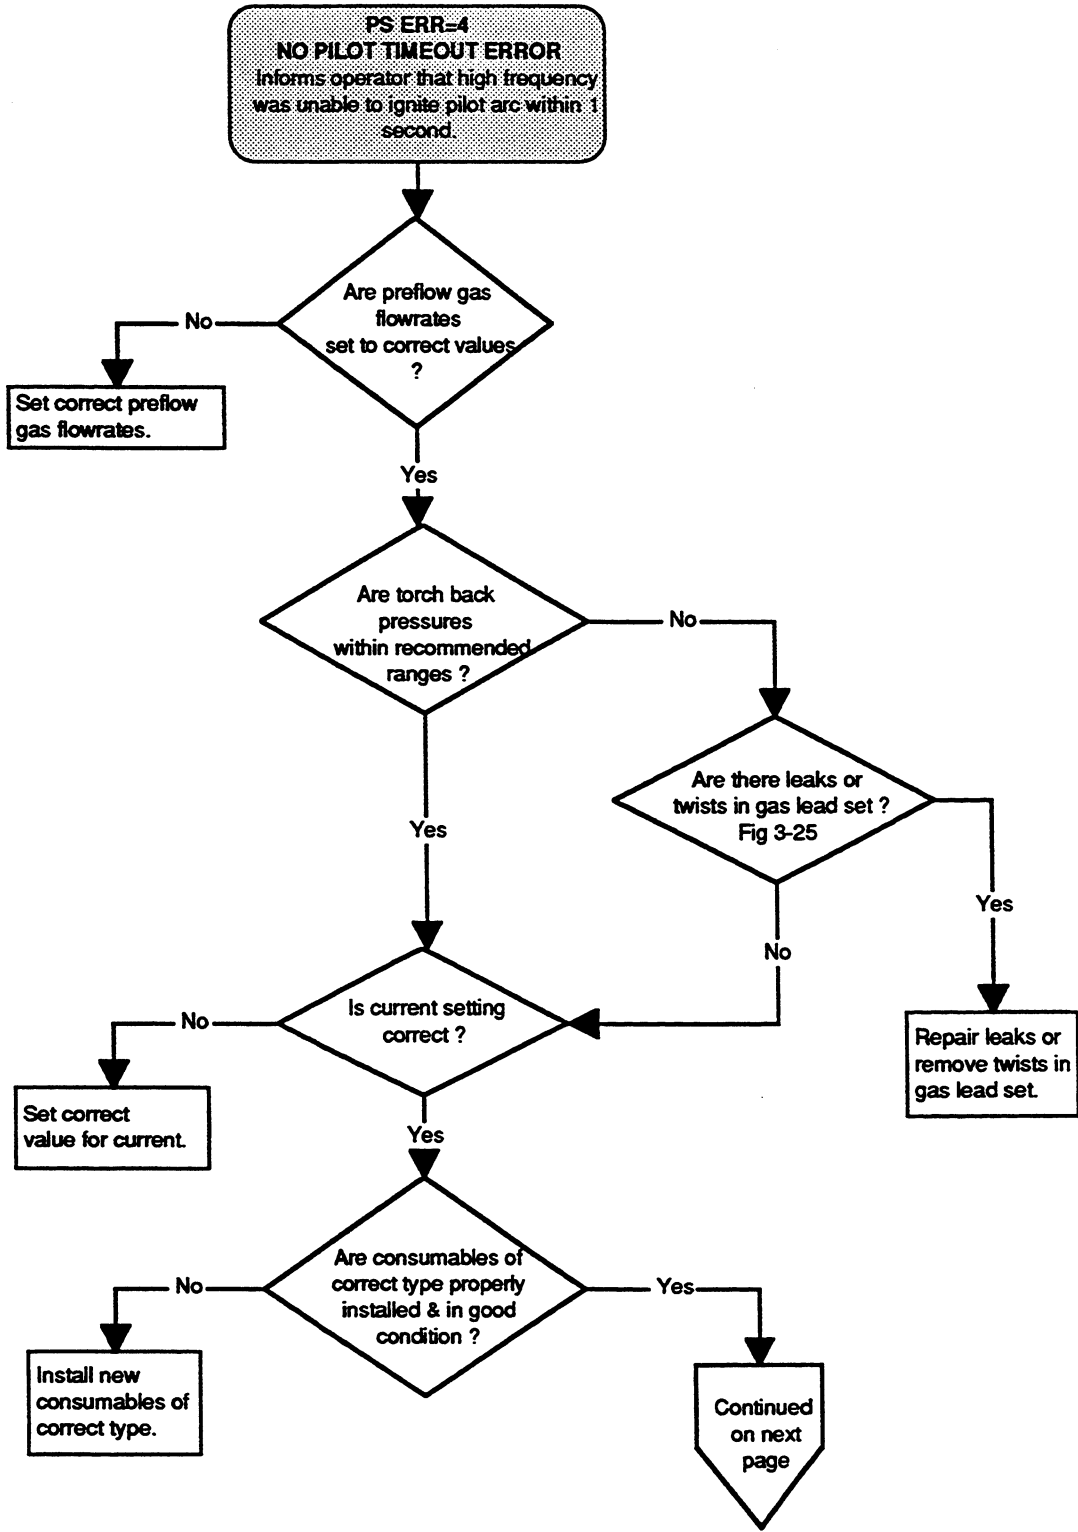 PS ERR=4
NO PILOT TIMEOUT ERROR
Informs operator that high frequency
was unable to ignite pilot arc within 1
second.
Are preflow gas
flowrates
set to correct values
?
No
Set correct preflow
gas flowrates.
Yes
Are torch back
pressures
within recommended
ranges ?
No
Are there leaks or
twists in gas lead set ?
Fig 3-25
Yes
Yes
No
Is current setting
correct ?
No
Repair leaks or
remove twists in
gas lead set.
Set correct
value for current.
Yes
Are consumables of
correct type properly
installed & in good
condition ?
No
Yes
Install new
consumables of
correct type.
Continued
on next
page